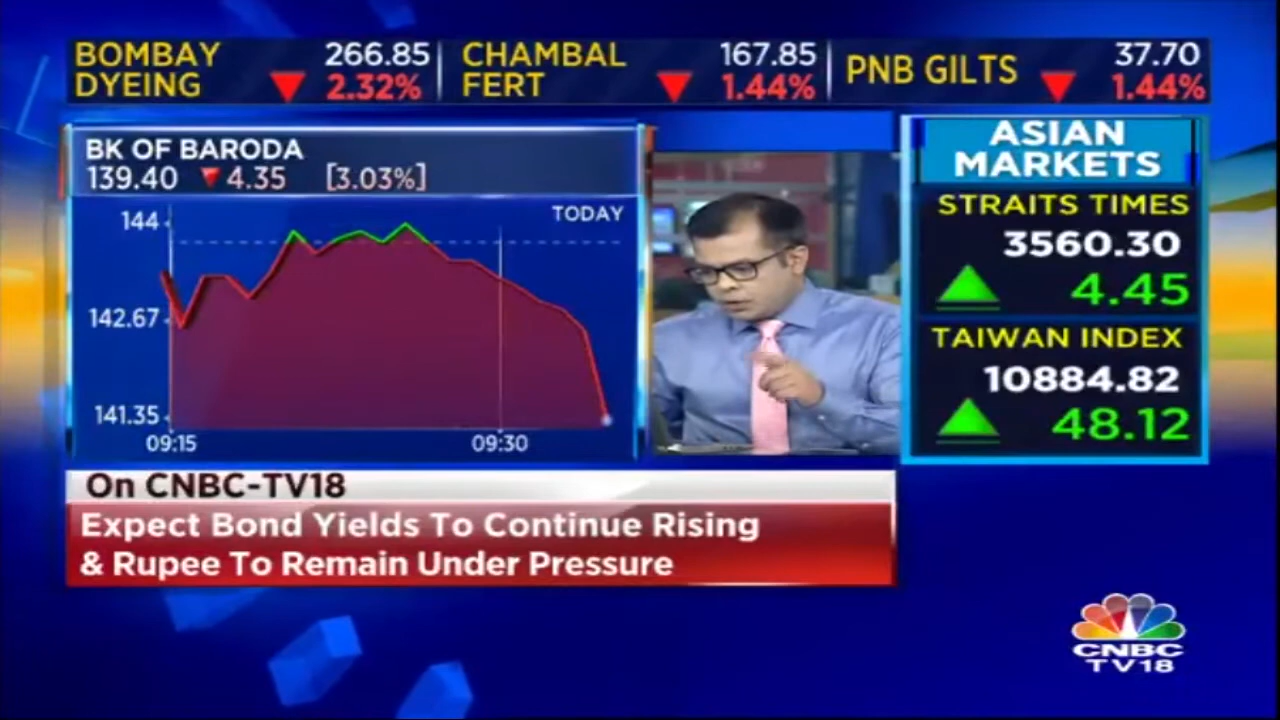 BOMBAY DYEING 266.85 2.32%
CHAMBAL FERT 167.85 1.44%
PNB GILTS 37.70 1.44%
BK OF BARODA
139.40 4.35 [3.03%]
TODAY
144
142.67
141.35
09:15 09:30
ASIAN
MARKETS
STRAITS TIMES
3560.30
4.45
TAIWAN INDEX
10884.82
48.12
On CNBC-TV18
Expect Bond Yields To Continue Rising
& Rupee To Remain Under Pressure
CNBC
TV18